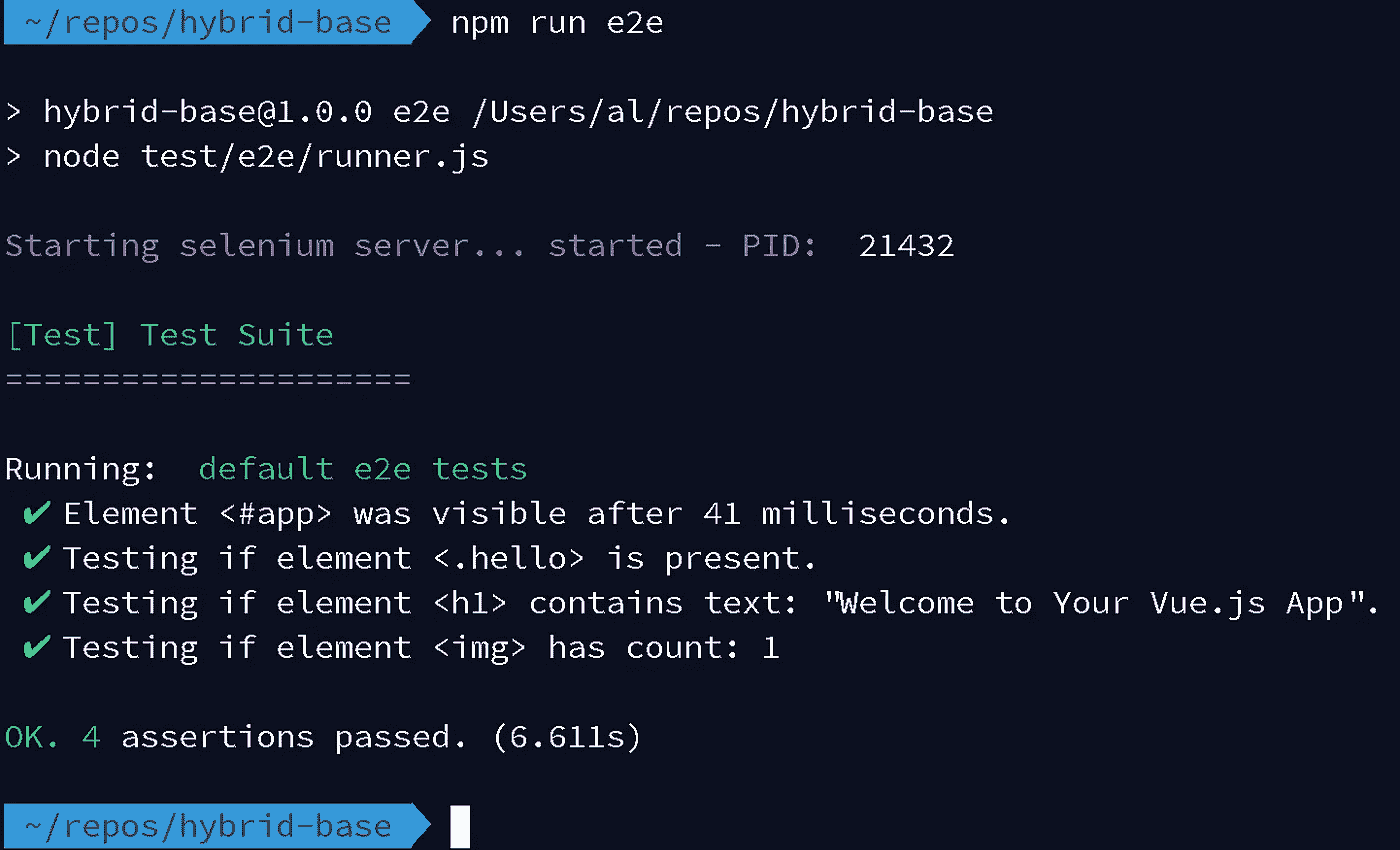 ~/repos/hybrid-base npm run e2e
> hybrid-base@1.0.0 e2e /Users/al/repos/hybrid-base
> node test/e2e/runner.js
Starting selenium server... started - PID:  21432
[Test] Test Suite
=====================
Running:  default e2e tests
✔ Element <#app> was visible after 41 milliseconds.
✔ Testing if element <.hello> is present.
✔ Testing if element <h1> contains text: "Welcome to Your Vue.js App".
✔ Testing if element <img> has count: 1
OK. 4 assertions passed. (6.611s)
~/repos/hybrid-base